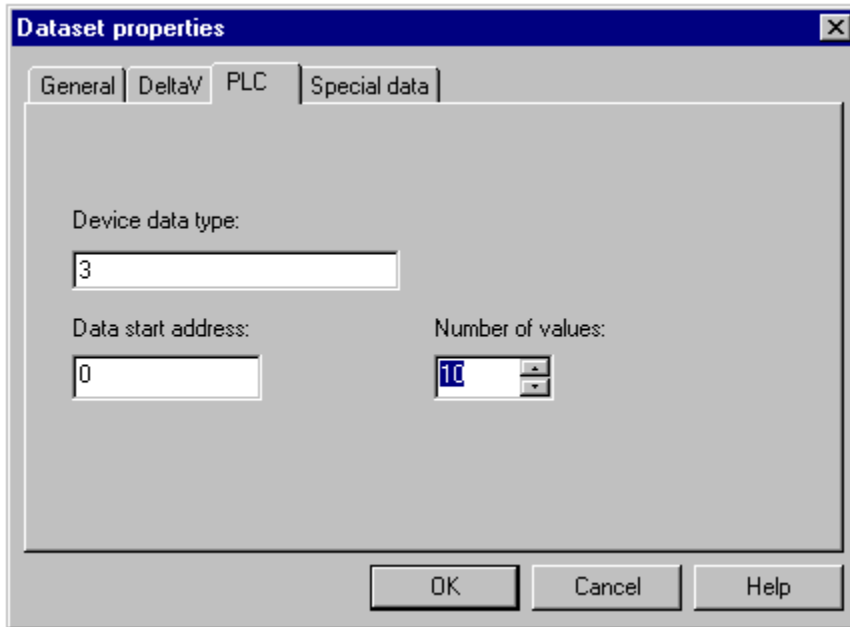 Dataset properties
General DeltaV PLC Special data
Device data type:
3
Data start address: Number of values:
0 10
OK Cancel Help